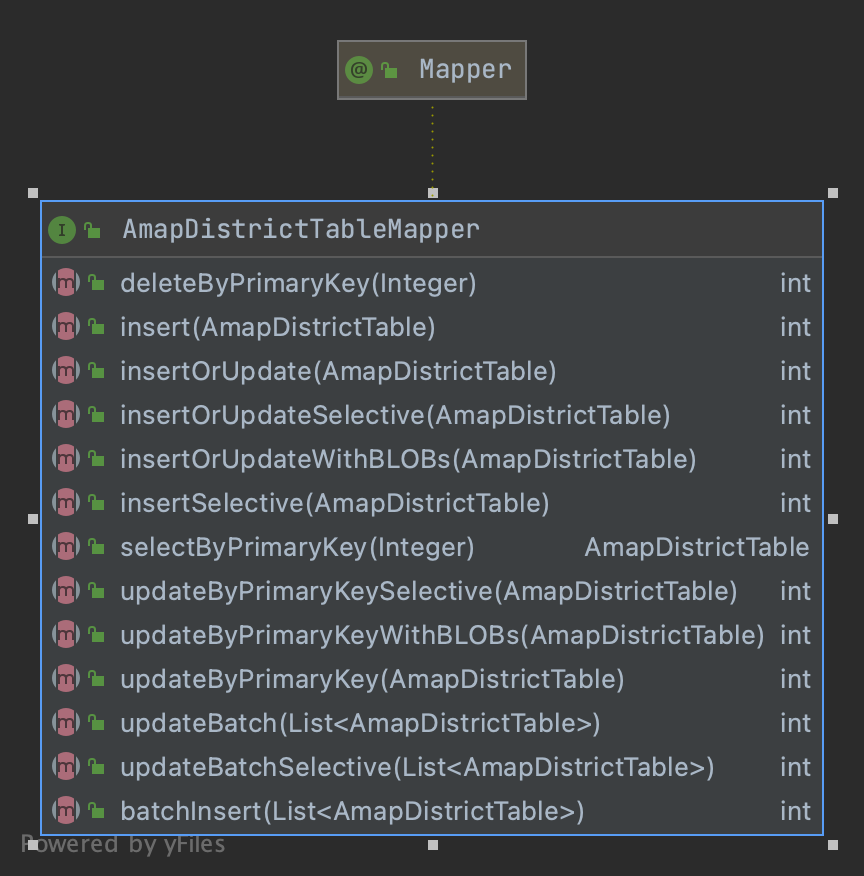 @ Mapper
I AmapDistrictTableMapper
m deleteByPrimaryKey(Integer) int
m insert(AmapDistrictTable) int
m insertOrUpdate(AmapDistrictTable) int
m insertOrUpdateSelective(AmapDistrictTable) int
m insertOrUpdateWithBLOBs(AmapDistrictTable) int
m insertSelective(AmapDistrictTable) int
m selectByPrimaryKey(Integer) AmapDistrictTable
m updateByPrimaryKeySelective(AmapDistrictTable) int
m updateByPrimaryKeyWithBLOBs(AmapDistrictTable) int
m updateByPrimaryKey(AmapDistrictTable) int
m updateBatch(List<AmapDistrictTable>) int
m updateBatchSelective(List<AmapDistrictTable>) int
m batchInsert(List<AmapDistrictTable>) int
Powered by yFiles